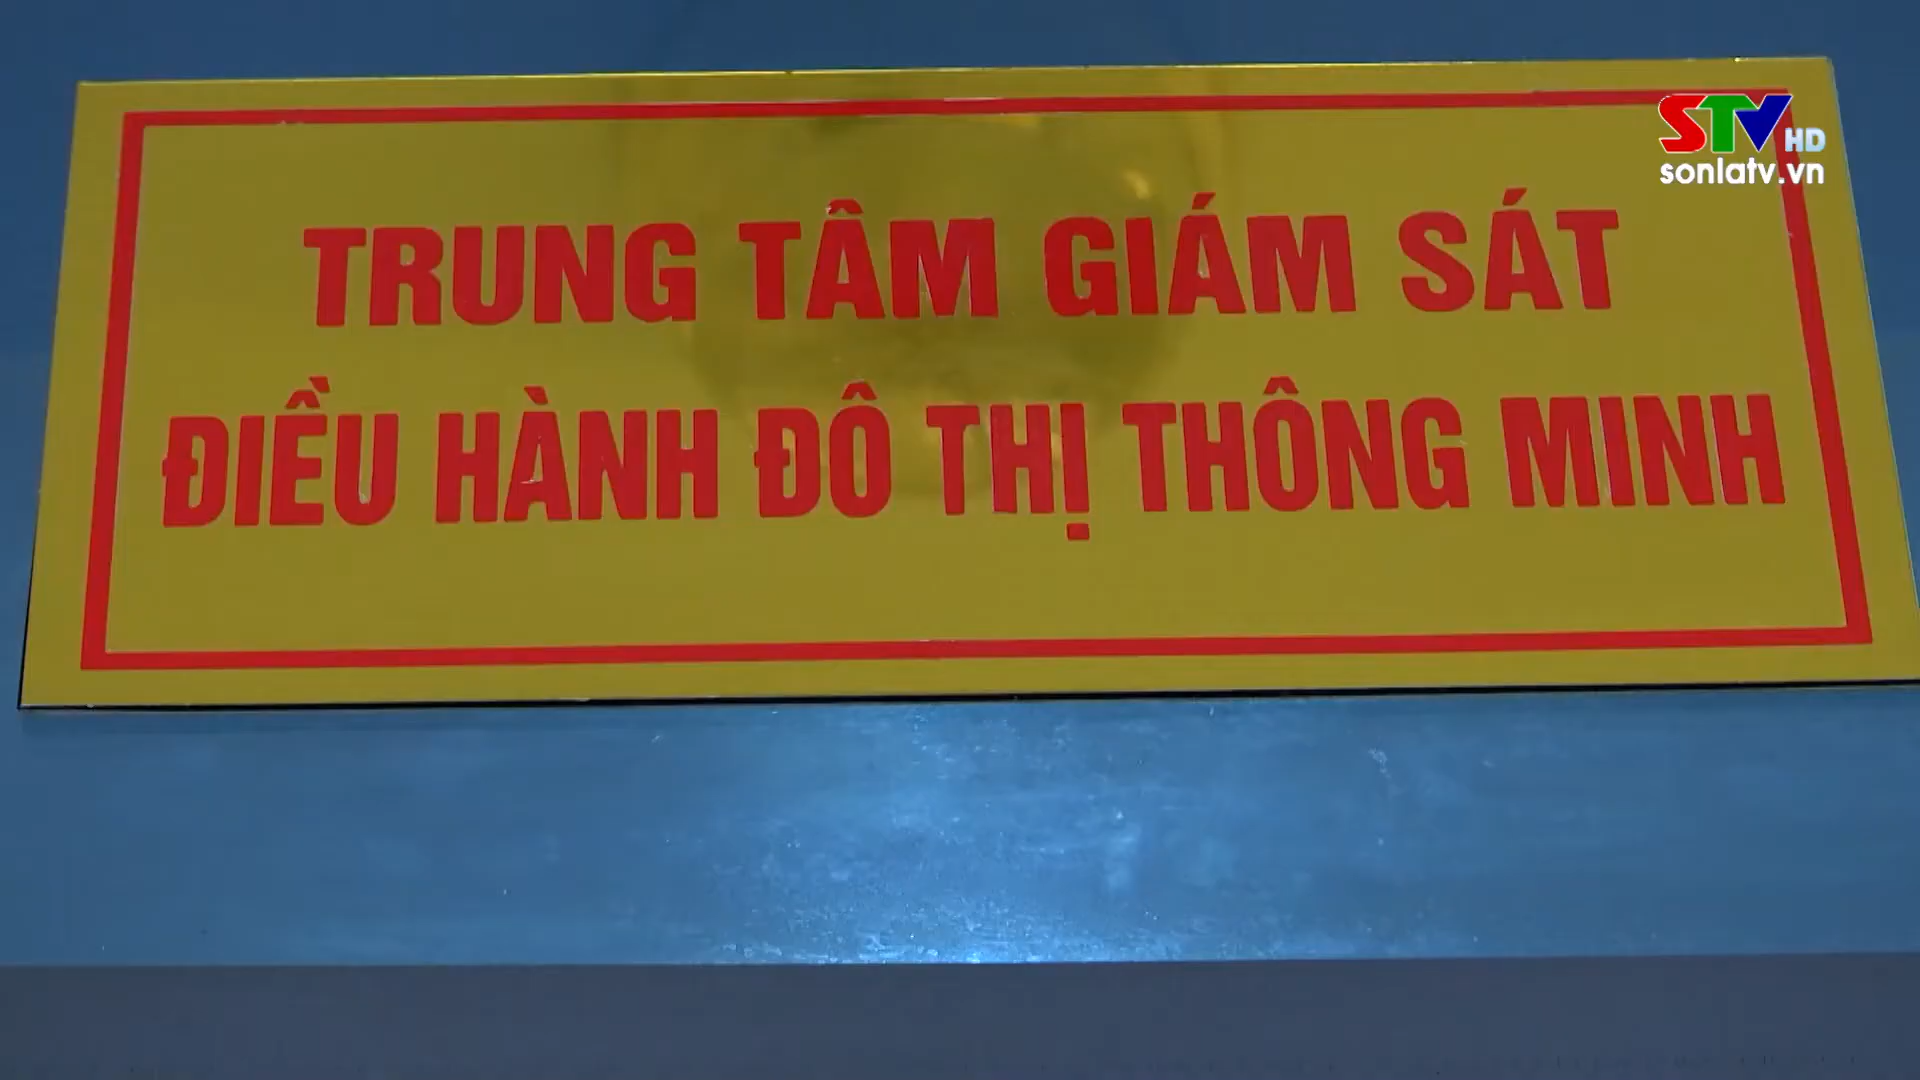 STV HD
sonlatv.vn
TRUNG TÂM GIÁM SÁT
ĐIỀU HÀNH ĐÔ THỊ THÔNG MINH